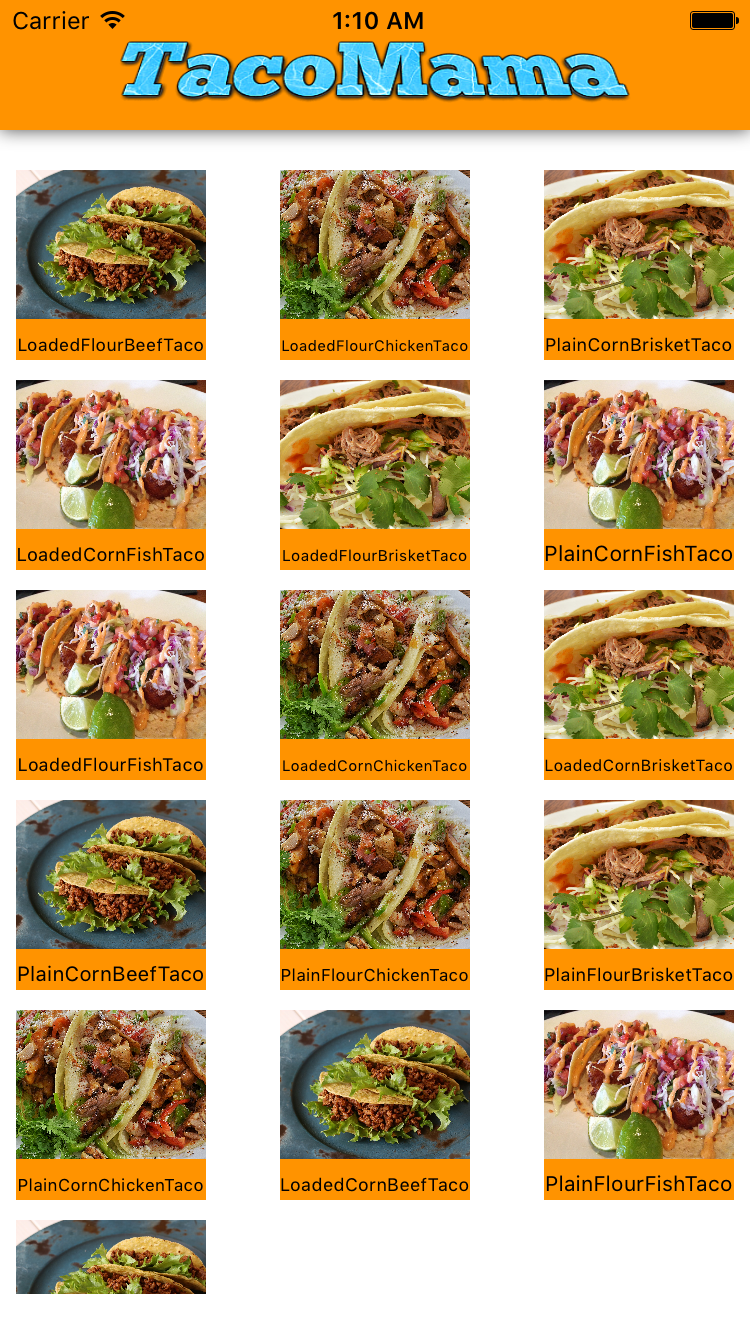 Carrier 1:10 AM
TacoMama
LoadedFlourBeefTaco LoadedFlourChickenTaco PlainCornBrisketTaco
LoadedCornFishTaco LoadedFlourBrisketTaco PlainCornFishTaco
LoadedFlourFishTaco LoadedCornChickenTaco LoadedCornBrisketTaco
PlainCornBeefTaco PlainFlourChickenTaco PlainFlourBrisketTaco
PlainCornChickenTaco LoadedCornBeefTaco PlainFlourFishTaco